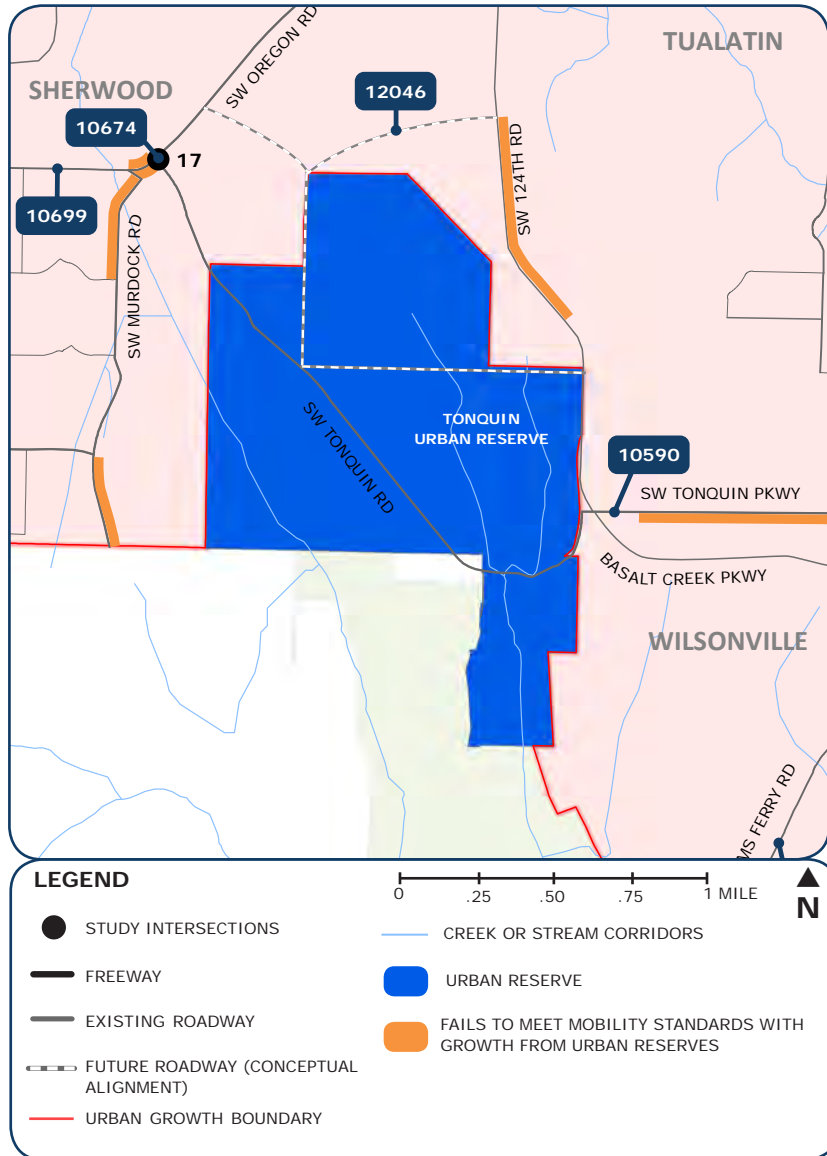 TUALATIN
SHERWOOD
SW OREGON RD
12046
10674
17
10699
SW MURDOCK RD
SW 124TH RD
TONQUIN
URBAN RESERVE
SW TONQUIN RD
10590
SW TONQUIN PKWY
BASALT CREEK PKWY
WILSONVILLE
MS FERRY RD
LEGEND
0 .25 .50 .75 1 MILE
N
STUDY INTERSECTIONS
FREEWAY
EXISTING ROADWAY
FUTURE ROADWAY (CONCEPTUAL
ALIGNMENT)
URBAN GROWTH BOUNDARY
CREEK OR STREAM CORRIDORS
URBAN RESERVE
FAILS TO MEET MOBILITY STANDARDS WITH
GROWTH FROM URBAN RESERVES